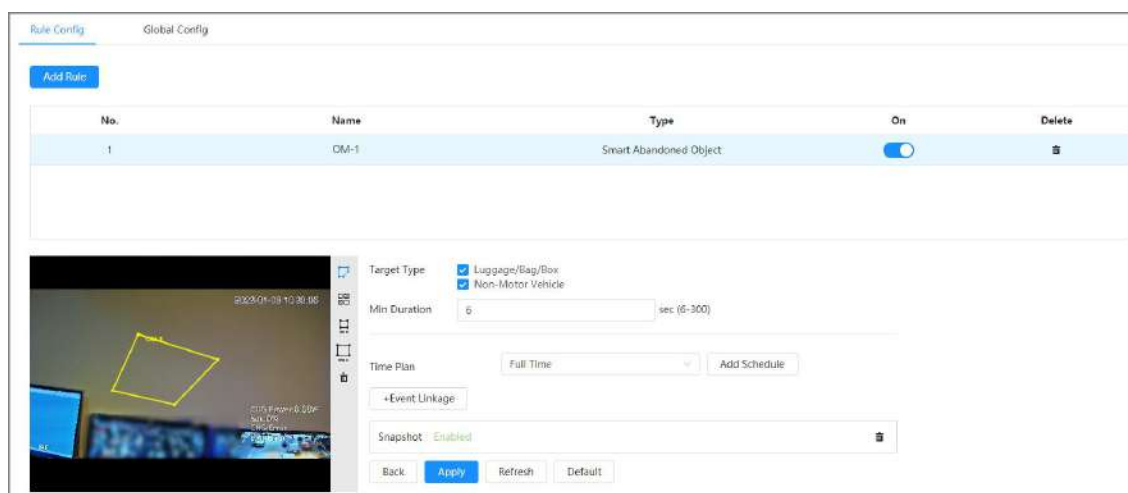 Rule Config Global Config
Add Rule
No. Name Type On Delete
1 OM-1 Smart Abandoned Object
Target Type Luggage/Bag/Box
Non-Motor Vehicle
Min Duration 6 sec (6-300)
Time Plan Full Time Add Schedule
+Event Linkage
Snapshot Enabled
Back Apply Refresh Default